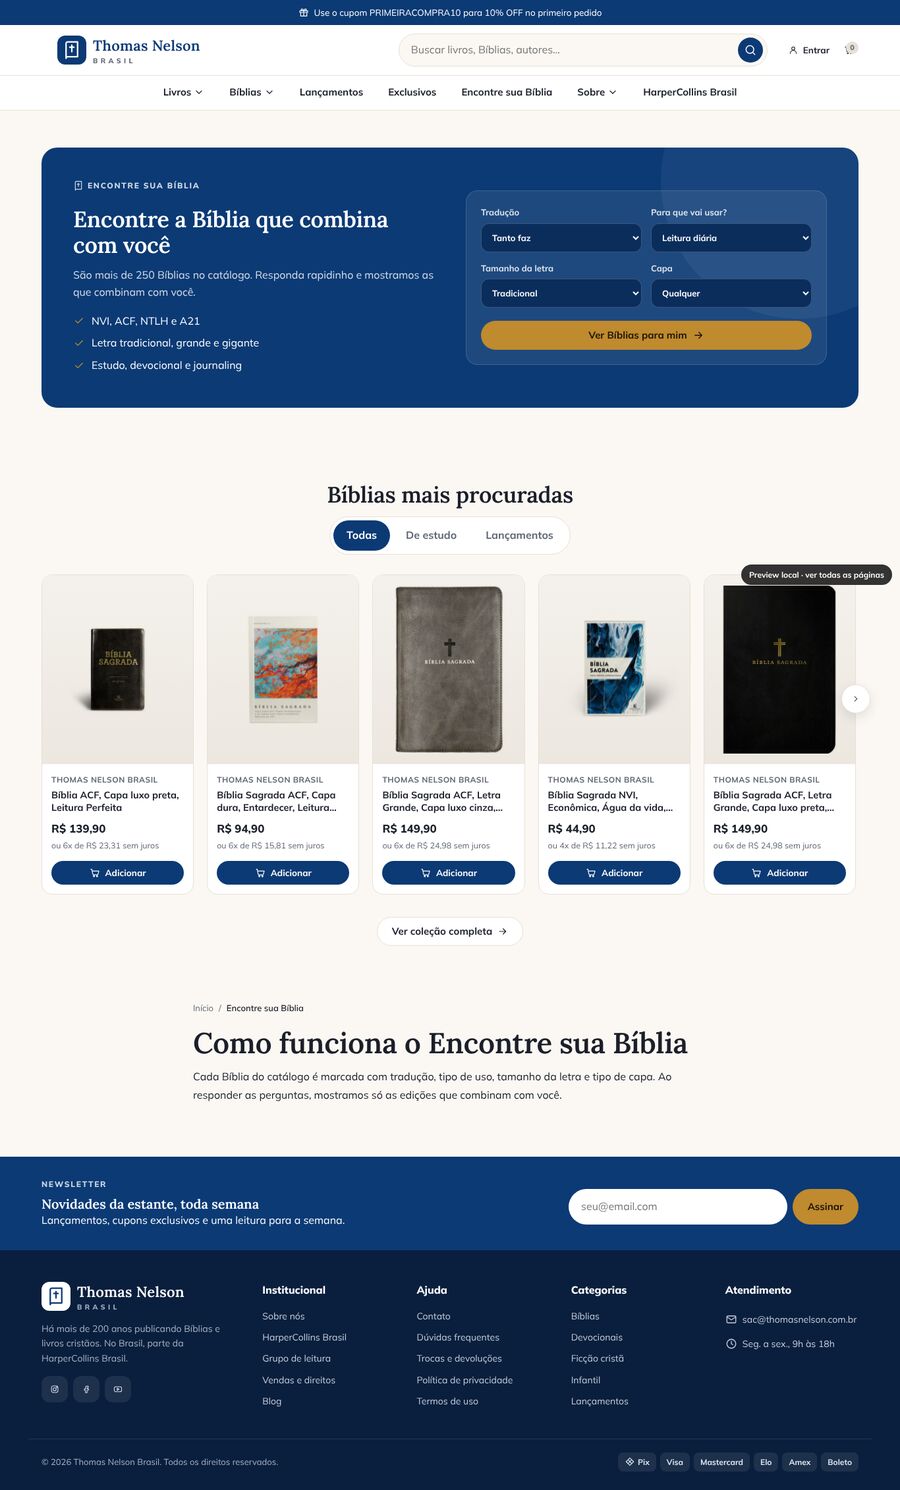 Use o cupom PRIMEIRACOMPRA10 para 10% OFF no primeiro pedido
Thomas Nelson
BRASIL
Buscar livros, Bíblias, autores...
Entrar
0
Livros
Bíblias
Lançamentos
Exclusivos
Encontre sua Bíblia
Sobre
HarperCollins Brasil
ENCONTRE SUA BÍBLIA
Encontre a Bíblia que combina
com você
São mais de 250 Bíblias no catálogo. Responda rapidinho e mostramos as
que combinam com você.
NVI, ACF, NTLH e A21
Letra tradicional, grande e gigante
Estudo, devocional e journaling
Tradução
Para que vai usar?
Tanto faz
Leitura diária
Tamanho da letra
Capa
Tradicional
Qualquer
Ver Bíblias para mim
Bíblias mais procuradas
Todas
De estudo
Lançamentos
Preview local · ver todas as páginas
BÍBLIA
SAGRADA
BÍBLIA SAGRADA
BÍBLIA SAGRADA
BÍBLIA
SAGRADA
BÍBLIA SAGRADA
THOMAS NELSON BRASIL
Bíblia ACF, Capa luxo preta,
Leitura Perfeita
R$ 139,90
ou 6x de R$ 23,31 sem juros
Adicionar
THOMAS NELSON BRASIL
Bíblia Sagrada ACF, Capa
dura, Entardecer, Leitura...
R$ 94,90
ou 6x de R$ 15,81 sem juros
Adicionar
THOMAS NELSON BRASIL
Bíblia Sagrada ACF, Letra
Grande, Capa luxo cinza,...
R$ 149,90
ou 6x de R$ 24,98 sem juros
Adicionar
THOMAS NELSON BRASIL
Bíblia Sagrada NVI,
Econômica, Água da vida,...
R$ 44,90
ou 4x de R$ 11,22 sem juros
Adicionar
THOMAS NELSON BRASIL
Bíblia Sagrada ACF, Letra
Grande, Capa luxo preta,...
R$ 149,90
ou 6x de R$ 24,98 sem juros
Adicionar
Ver coleção completa
Início / Encontre sua Bíblia
Como funciona o Encontre sua Bíblia
Cada Bíblia do catálogo é marcada com tradução, tipo de uso, tamanho da letra e tipo de capa. Ao
responder as perguntas, mostramos só as edições que combinam com você.
NEWSLETTER
Novidades da estante, toda semana
Lançamentos, cupons exclusivos e uma leitura para a semana.
seu@email.com
Assinar
Thomas Nelson
BRASIL
Há mais de 200 anos publicando Bíblias e
livros cristãos. No Brasil, parte da
HarperCollins Brasil.
Institucional
Sobre nós
HarperCollins Brasil
Grupo de leitura
Vendas e direitos
Blog
Ajuda
Contato
Dúvidas frequentes
Trocas e devoluções
Política de privacidade
Termos de uso
Categorias
Bíblias
Devocionais
Ficção cristã
Infantil
Lançamentos
Atendimento
sac@thomasnelson.com.br
Seg. a sex., 9h às 18h
© 2026 Thomas Nelson Brasil. Todos os direitos reservados.
Pix
Visa
Mastercard
Elo
Amex
Boleto